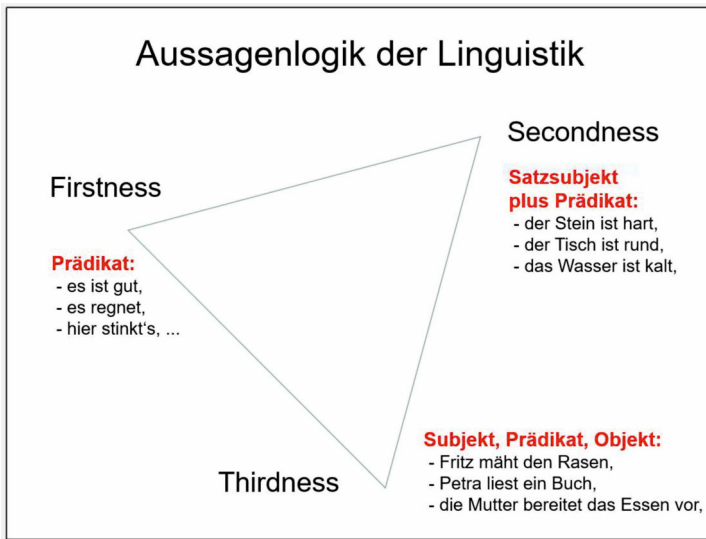 Aussagenlogik der Linguistik
Secondness
Firstness
Satzsubjekt
plus Prädikat:
- der Stein ist hart,
- der Tisch ist rund,
- das Wasser ist kalt,
Prädikat:
- es ist gut,
- es regnet,
- hier stinkt‘s, ...
Subjekt, Prädikat, Objekt:
- Fritz mäht den Rasen,
- Petra liest ein Buch,
- die Mutter bereitet das Essen vor,
Thirdness